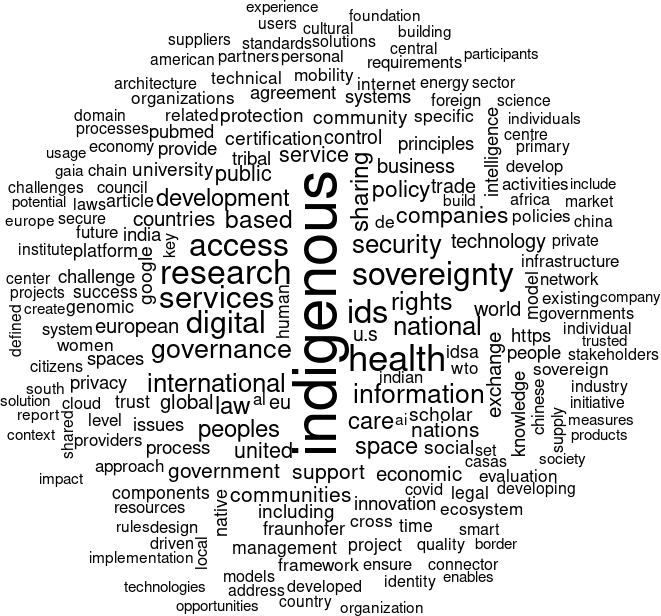 experience
foundation
users cultural
building
suppliers standards solutions
central
american partners personal
requirements participants
architecture technical mobility internet energy sector
organizations agreement systems foreign science
domain related protection community specific individuals
processes pubmed certification control intelligence centre
usage economy provide tribal service principles primary
gaia chain university public sharing business develop
challenges council indigenous policy trade activities include
potential laws article development build africa market
europe secure countries based de companies policies china
future india key access security technology private
institute platform google infrastructure
center challenge research sovereignty model network
projects success services human ids rights world existing company
defined create genomic governments
system european digital u.s national https individual
women exchange trusted
citizens spaces governance health idsa people stakeholders
south privacy international indian wto sovereign
solution cloud trust global law al eu information knowledge chinese industry
report shared level issues peoples care ai scholar supply initiative
context providers nations measures
process united space social set products
impact approach government support economic casas evaluation society
components communities covid legal developing
resources native including innovation ecosystem
rules design fraunhofer cross time smart
driven local management project quality border
implementation framework ensure connector
technologies models address developed identity enables
opportunities country organization